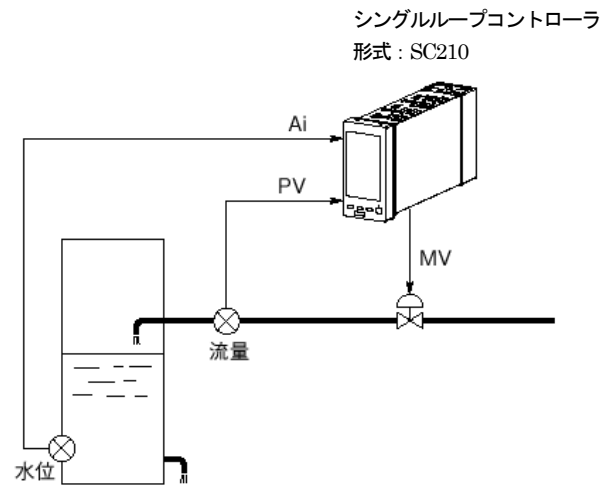 シングルループコントローラ
形式 : SC210
Ai
PV
MV
流量
水位